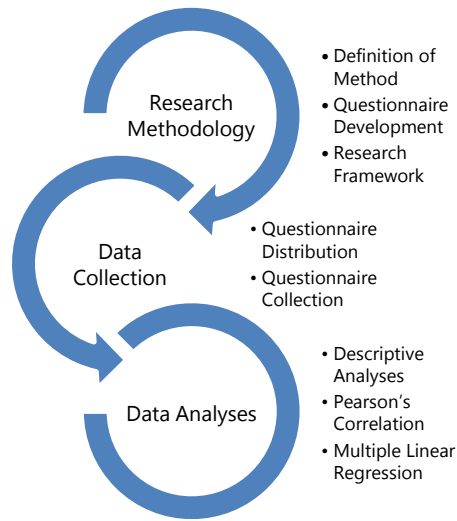 Research
Methodology
• Definition of
Method
• Questionnaire
Development
• Research
Framework
Data
Collection
• Questionnaire
Distribution
• Questionnaire
Collection
Data Analyses
• Descriptive
Analyses
• Pearson's
Correlation
• Multiple Linear
Regression